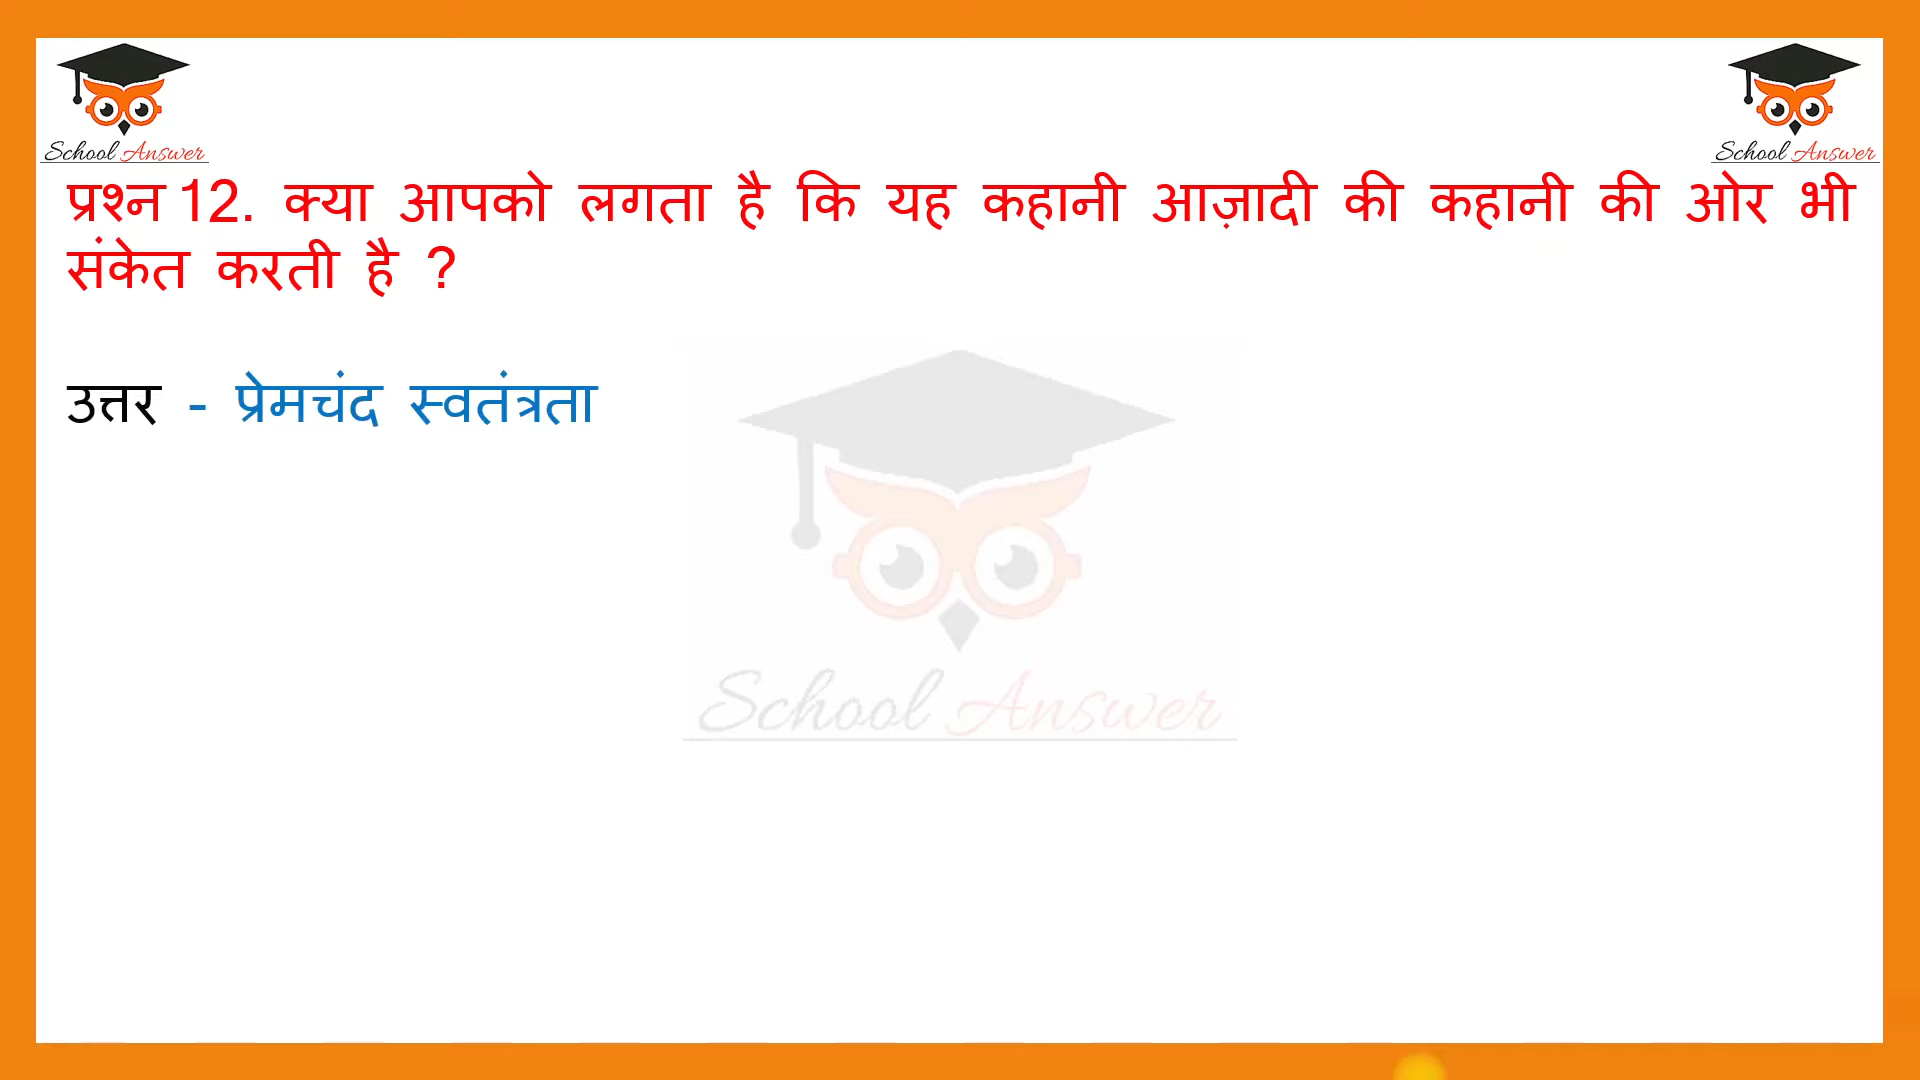 School Answer
School Answer
प्रश्न 12. क्या आपको लगता है कि यह कहानी आज़ादी की कहानी की ओर भी
संकेत करती है ?
उत्तर - प्रेमचंद स्वतंत्रता
School Answer